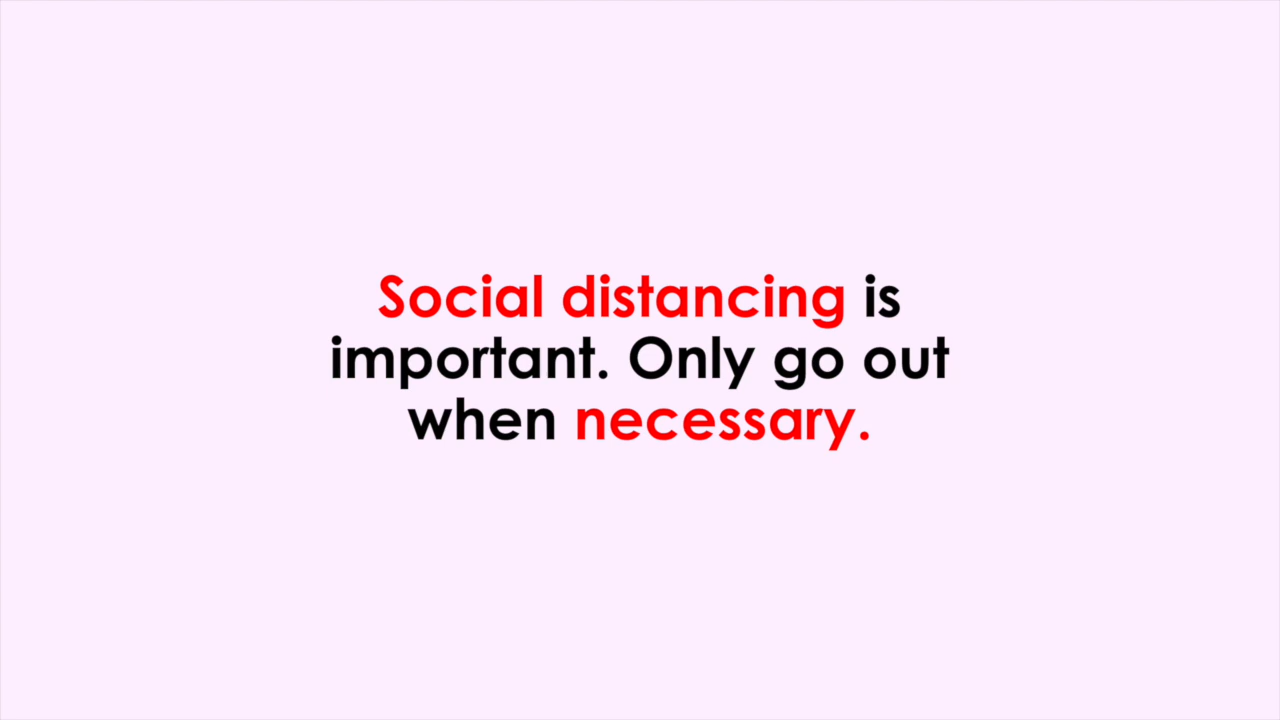 Social distancing is
important. Only go out
when necessary.